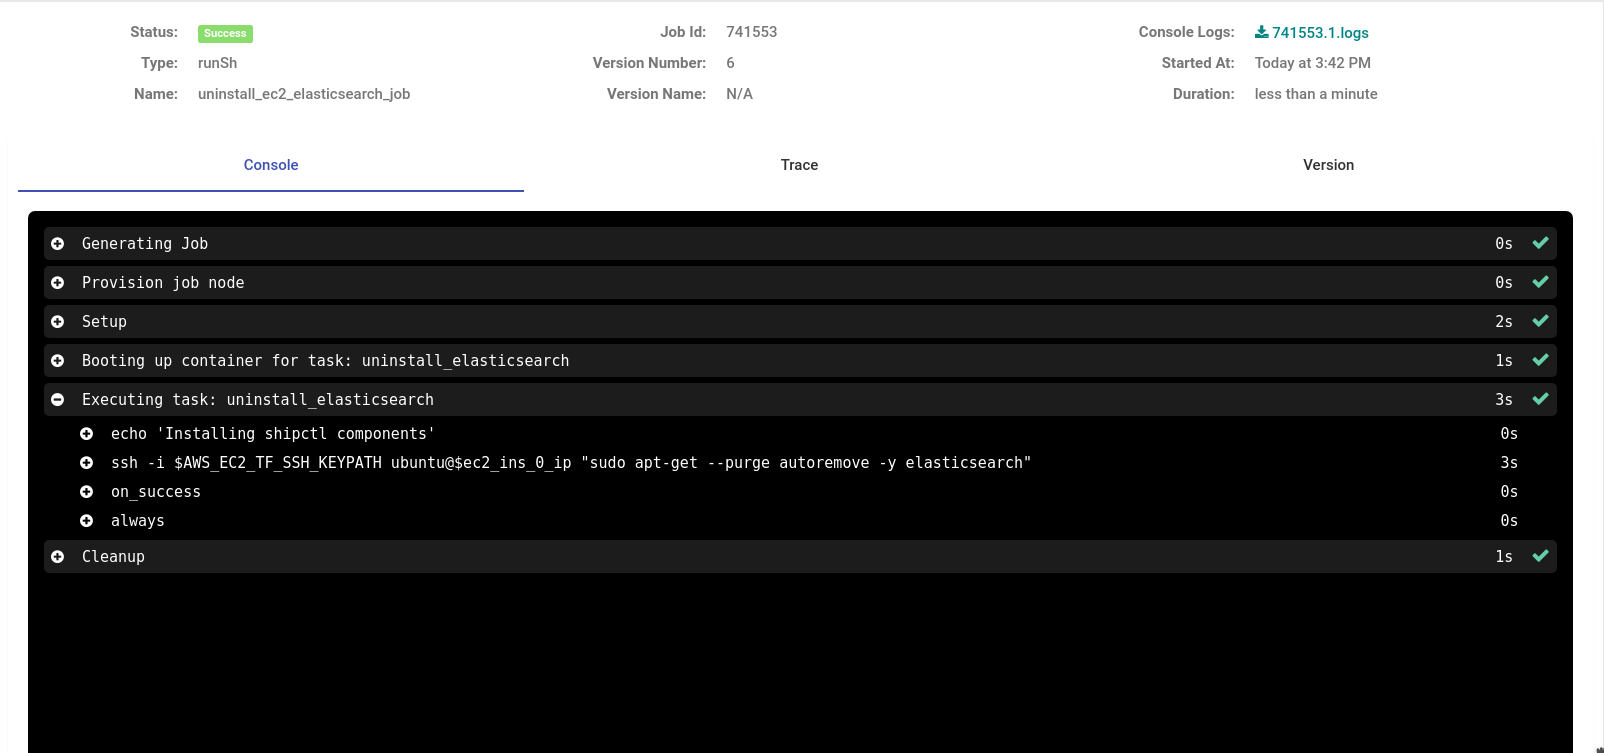 Status: Success Job Id: 741553 Console Logs: 741553.1.logs
Type: runSh Version Number: 6 Started At: Today at 3:42 PM
Name: uninstall_ec2_elasticsearch_job Version Name: N/A Duration: less than a minute
Console Trace Version
Generating Job 0s
Provision job node 0s
Setup 2s
Booting up container for task: uninstall_elasticsearch 1s
Executing task: uninstall_elasticsearch 3s
echo 'Installing shipctl components' 0s
ssh -i $AWS_EC2_TF_SSH_KEYPATH ubuntu@$ec2_ins_0_ip "sudo apt-get --purge autoremove -y elasticsearch" 3s
on_success 0s
always 0s
Cleanup 1s